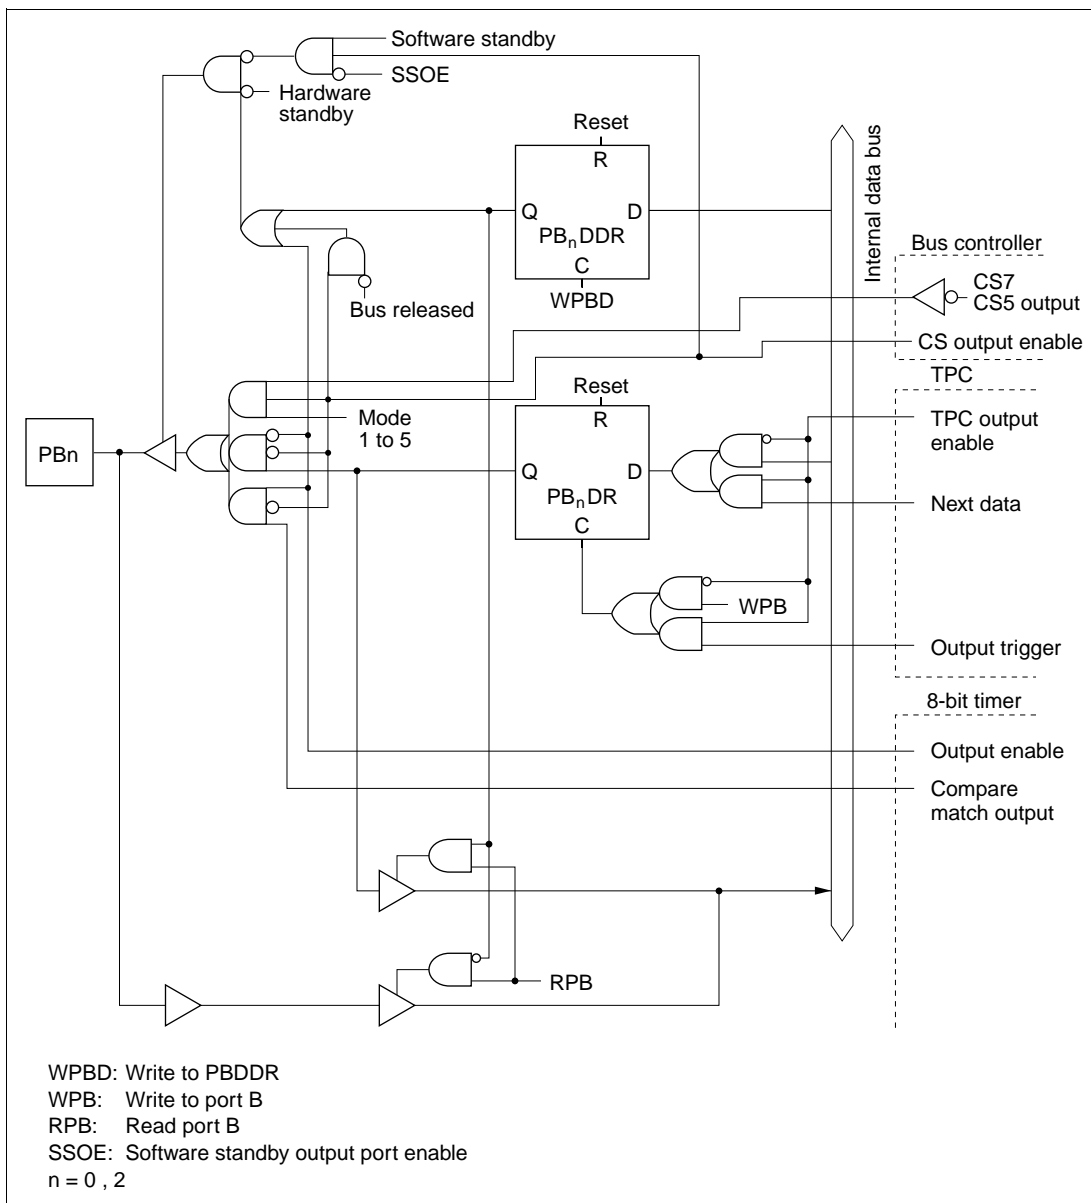 Software standby
SSOE
Hardware
standby
Reset
R
Q
D
PBnDDR
C
WPBD
Bus released
Internal data bus
Bus controller
CS7
CS5 output
CS output enable
TPC
Reset
R
Mode
1 to 5
TPC output
enable
PBn
Q
D
PBnDR
C
Next data
WPB
Output trigger
8-bit timer
Output enable
Compare
match output
RPB
WPBD: Write to PBDDR
WPB: Write to port B
RPB: Read port B
SSOE: Software standby output port enable
n = 0 , 2